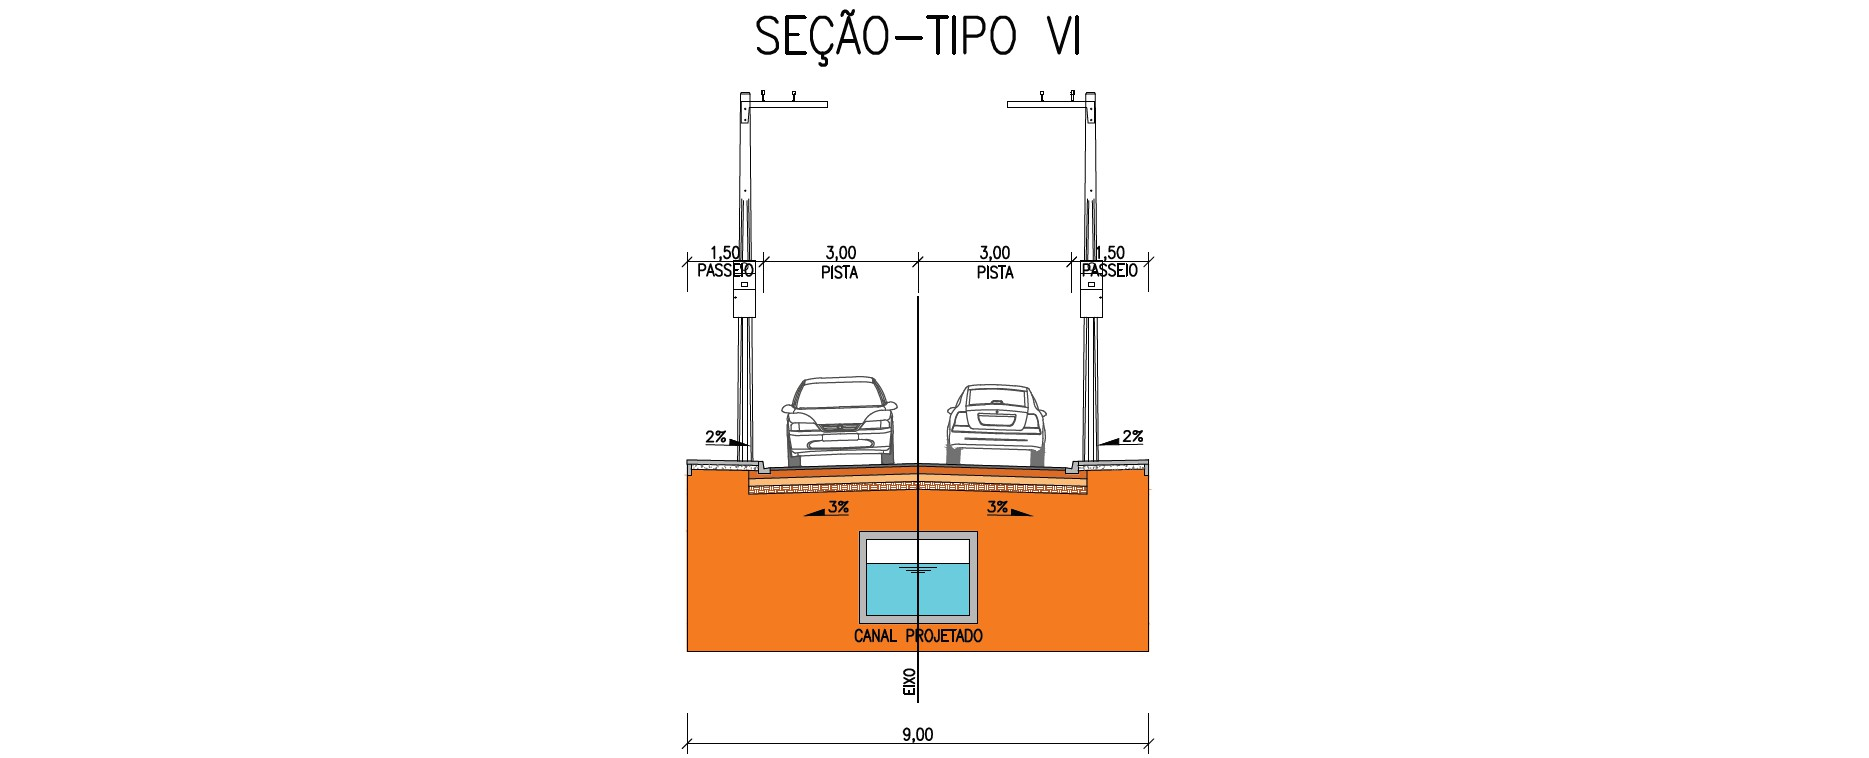 SEÇÃO-TIPO VI
1,50 3,00 3,00 1,50
PASSEIO PISTA PISTA PASSEIO
2% 2%
3% 3%
CANAL PROJETADO
EIXO
9,00